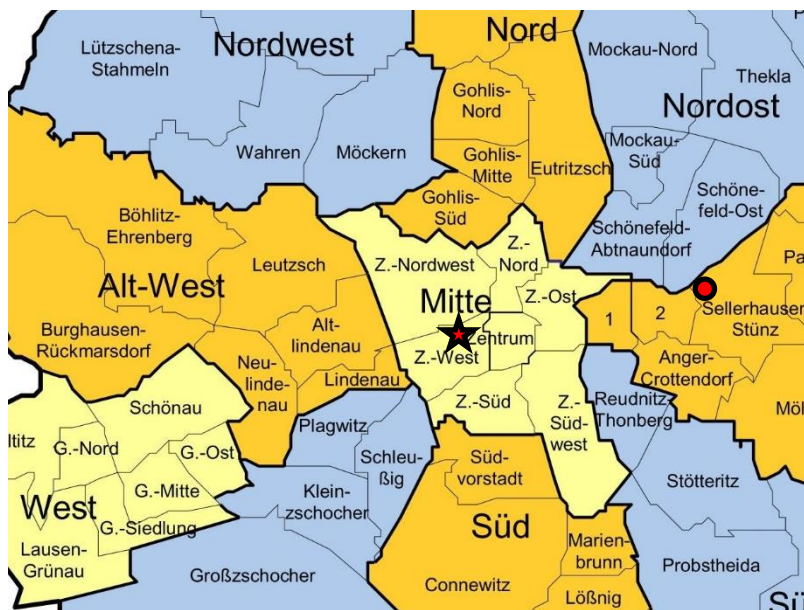 Lützschena-
Stahmeln
Nordwest
Nord
Mockau-Nord
Thekla
Nordost
Gohlis-
Nord
Wahren
Möckern
Gohlis-
Mitte
Eutritzsch
Mockau-
Süd
Schöne-
feld-Ost
Gohlis-
Süd
Böhlitz-
Ehrenberg
Schönefeld-
Abtnaundorf
Leutzsch
Z.-Nordwest
Z.-
Nord
Pa
Alt-West
Mitte
Z.-Ost
Sellerhausen-
Stünz
1
2
Burghausen-
Rückmarsdorf
Alt-
lindenau
Zentrum
Z.-West
Anger-
Crottendorf
Neu-
linde-
nau
Lindenau
Schönau
Z.-Süd
Z.-
Süd-
west
Reudnitz-
Thonberg
Möl
ltitz
G.-Nord
G.-Ost
Plagwitz
Schleu-
ßig
Süd-
vorstadt
Stötteritz
West
G.-Mitte
Klein-
zschocher
G.-Siedlung
Süd
Lausen-
Grünau
Großzschocher
Connewitz
Marien-
brunn
Probstheida
Lößnig
Sü